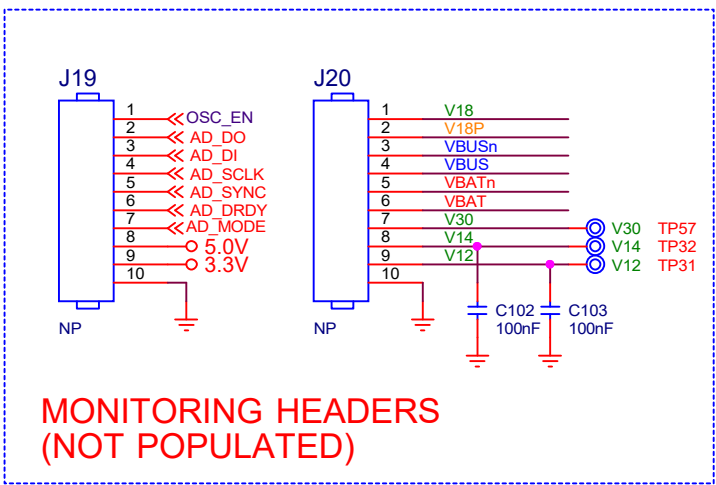 J19
1 OSC_EN
2 AD_DO
3 AD_DI
4 AD_SCLK
5 AD_SYNC
6 AD_DRDY
7 AD_MODE
8 5.0V
9 3.3V
10
NP
J20
1 V18
2 V18P
3 VBUSn
4 VBUS
5 VBATn
6 VBAT
7 V30 V30 TP57
8 V14 V14 TP32
9 V12 V12 TP31
10
C102
100nF
C103
100nF
NP
MONITORING HEADERS
(NOT POPULATED)